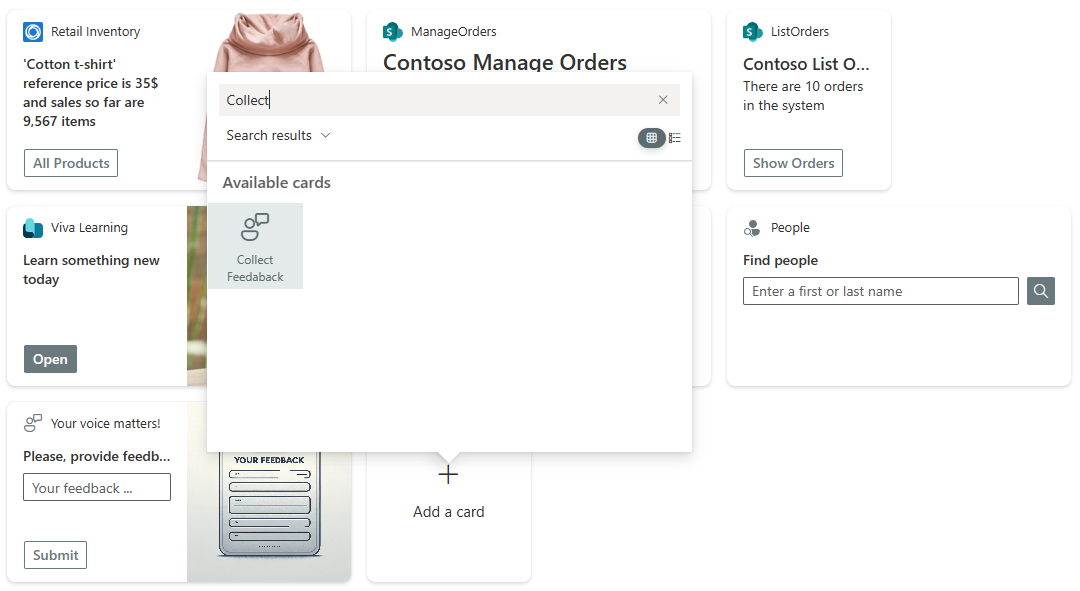 Retail Inventory
'Cotton t-shirt'
reference price is 35$
and sales so far are
9,567 items
All Products
ManageOrders
Contoso Manage Orders
ListOrders
Contoso List O...
There are 10 orders
in the system
Show Orders
Collect
Search results
Available cards
Collect
Feedaback
Viva Learning
Learn something new
today
Open
People
Find people
Enter a first or last name
Your voice matters!
Please, provide feedb...
Your feedback ...
Submit
YOUR FEEDBACK
Add a card